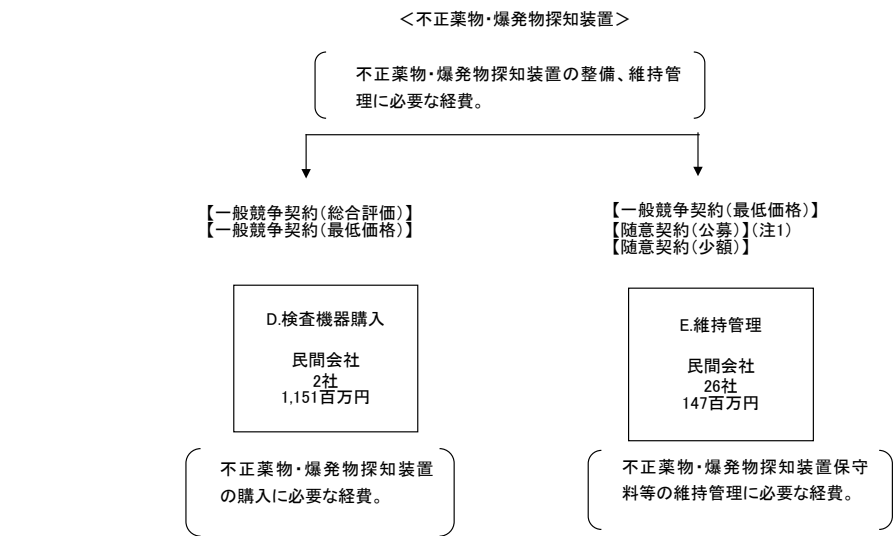 ＜不正薬物・爆発物探知装置＞
不正薬物・爆発物探知装置の整備、維持管
理に必要な経費。
【一般競争契約（総合評価）】
【一般競争契約（最低価格）】
【一般競争契約（最低価格）】
【随意契約（公募）】（注1）
【随意契約（少額）】
D.検査機器購入
民間会社
2社
1,151百万円
E.維持管理
民間会社
26社
147百万円
不正薬物・爆発物探知装置
の購入に必要な経費。
不正薬物・爆発物探知装置保守
料等の維持管理に必要な経費。